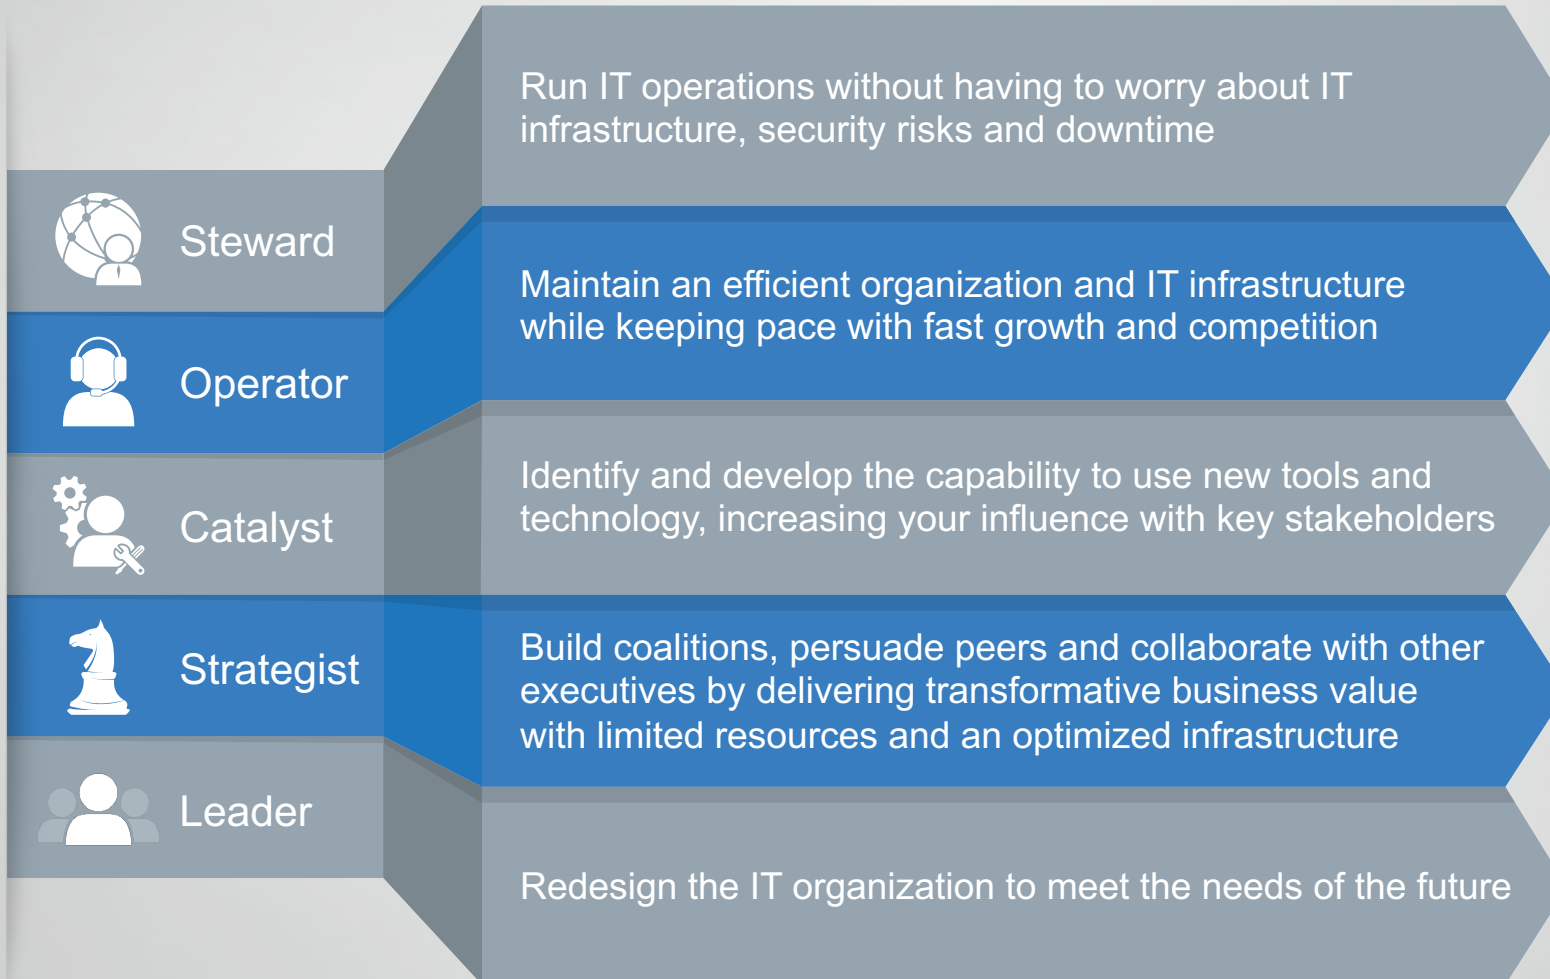 Steward
Run IT operations without having to worry about IT
infrastructure, security risks and downtime
Operator
Maintain an efficient organization and IT infrastructure
while keeping pace with fast growth and competition
Catalyst
Identify and develop the capability to use new tools and
technology, increasing your influence with key stakeholders
Strategist
Build coalitions, persuade peers and collaborate with other
executives by delivering transformative business value
with limited resources and an optimized infrastructure
Leader
Redesign the IT organization to meet the needs of the future